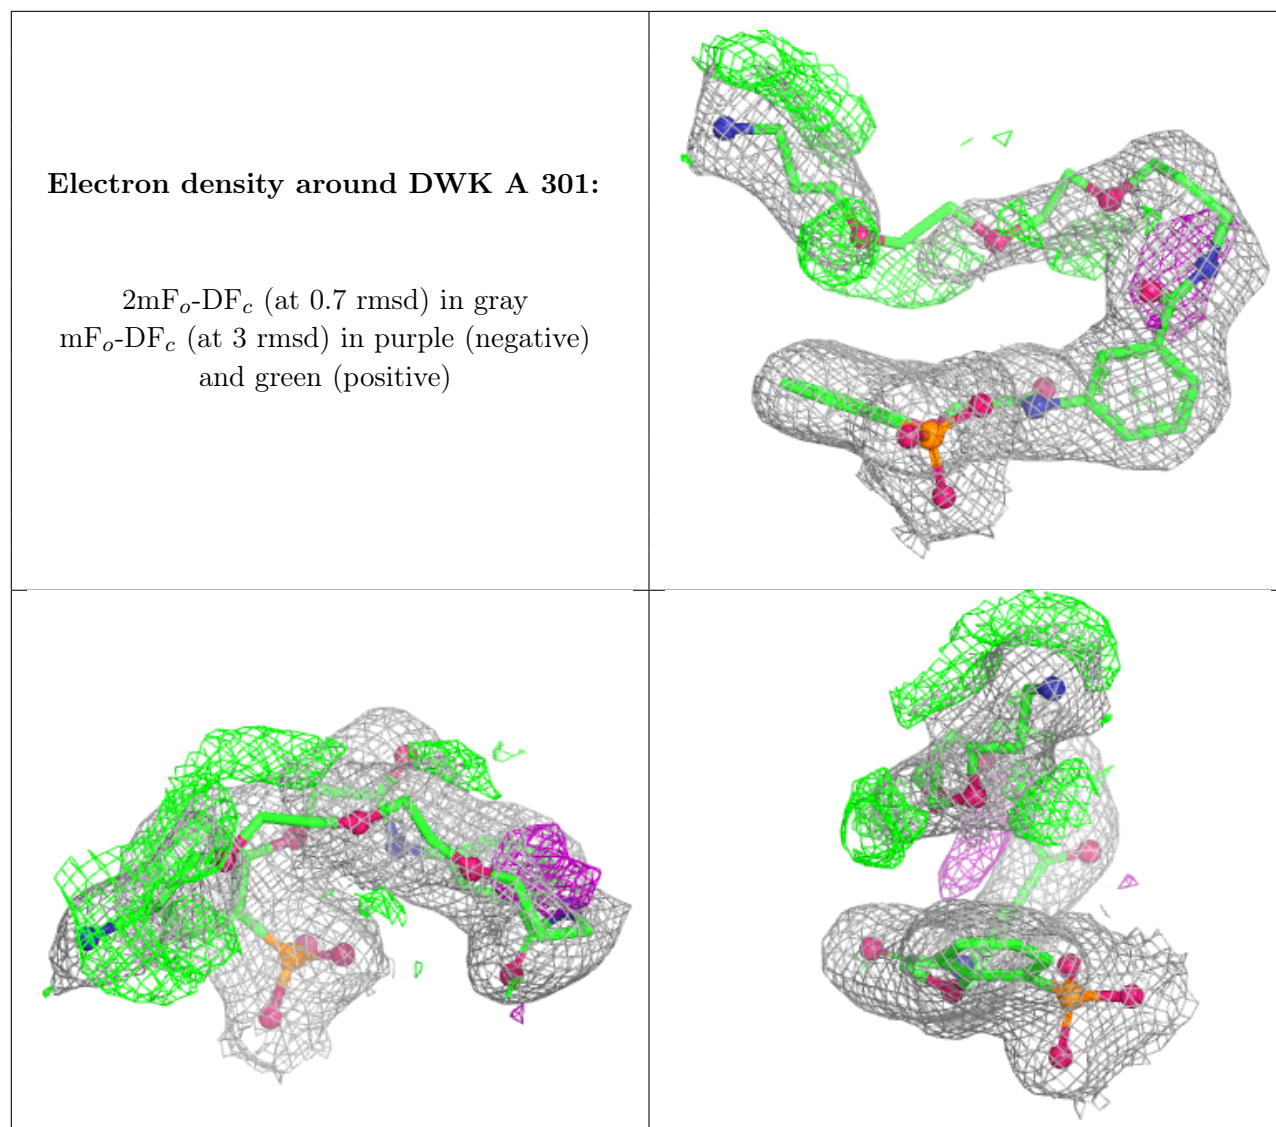 Electron density around DWK A 301:
2mFo-DFc (at 0.7 rmsd) in gray
mFo-DFc (at 3 rmsd) in purple (negative)
and green (positive)